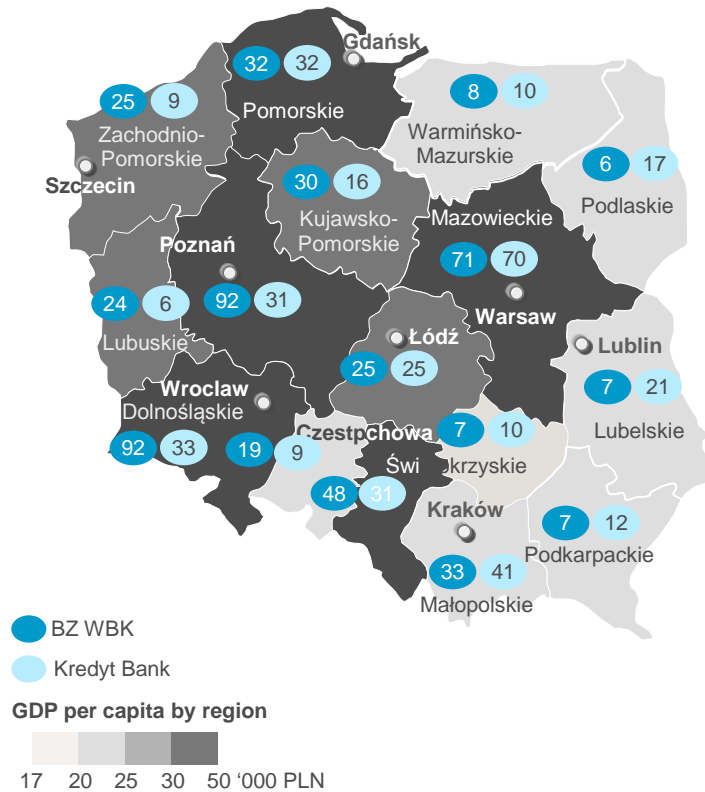 Gdańsk
32 32
Pomorskie
25 9
Zachodnio-
Pomorskie
Szczecin
8 10
Warmińsko-
Mazurskie
6 17
Podlaskie
30 16
Kujawsko-
Pomorskie
Mazowieckie
71 70
Warsaw
Poznań
92 31
24 6
Lubuskie
Łódź
25 25
Lublin
7 21
Lubelskie
Wroclaw
Dolnośląskie
92 33
19 9
Czestpchowa
7 10
Świ okrzyskie
48 31
Kraków
33 41
Małopolskie
7 12
Podkarpackie
BZ WBK
Kredyt Bank
GDP per capita by region
17 20 25 30 50 ‘000 PLN